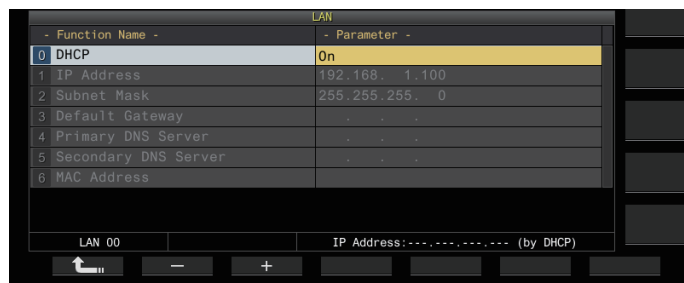 LAN
- Function Name - - Parameter -
0 DHCP On
1 IP Address 192.168. 1.100
2 Subnet Mask 255.255.255. 0
3 Default Gateway . . .
4 Primary DNS Server . . .
5 Secondary DNS Server . . .
6 MAC Address
LAN 00 IP Address:---.---.---.--- (by DHCP)
− +